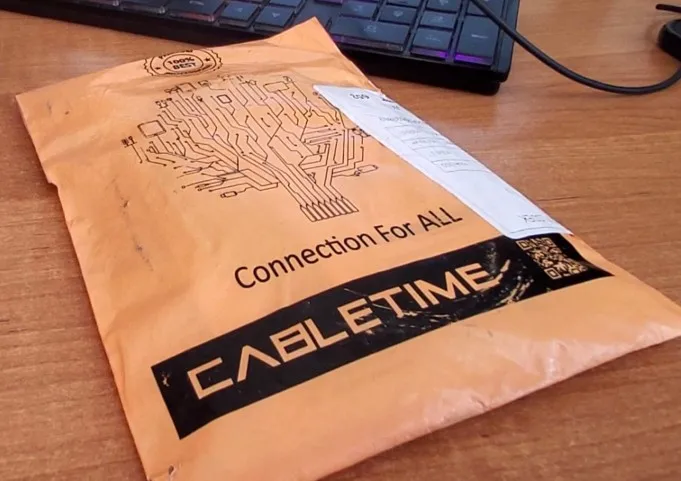 100%
BEST
Connection For ALL
CABLETIME